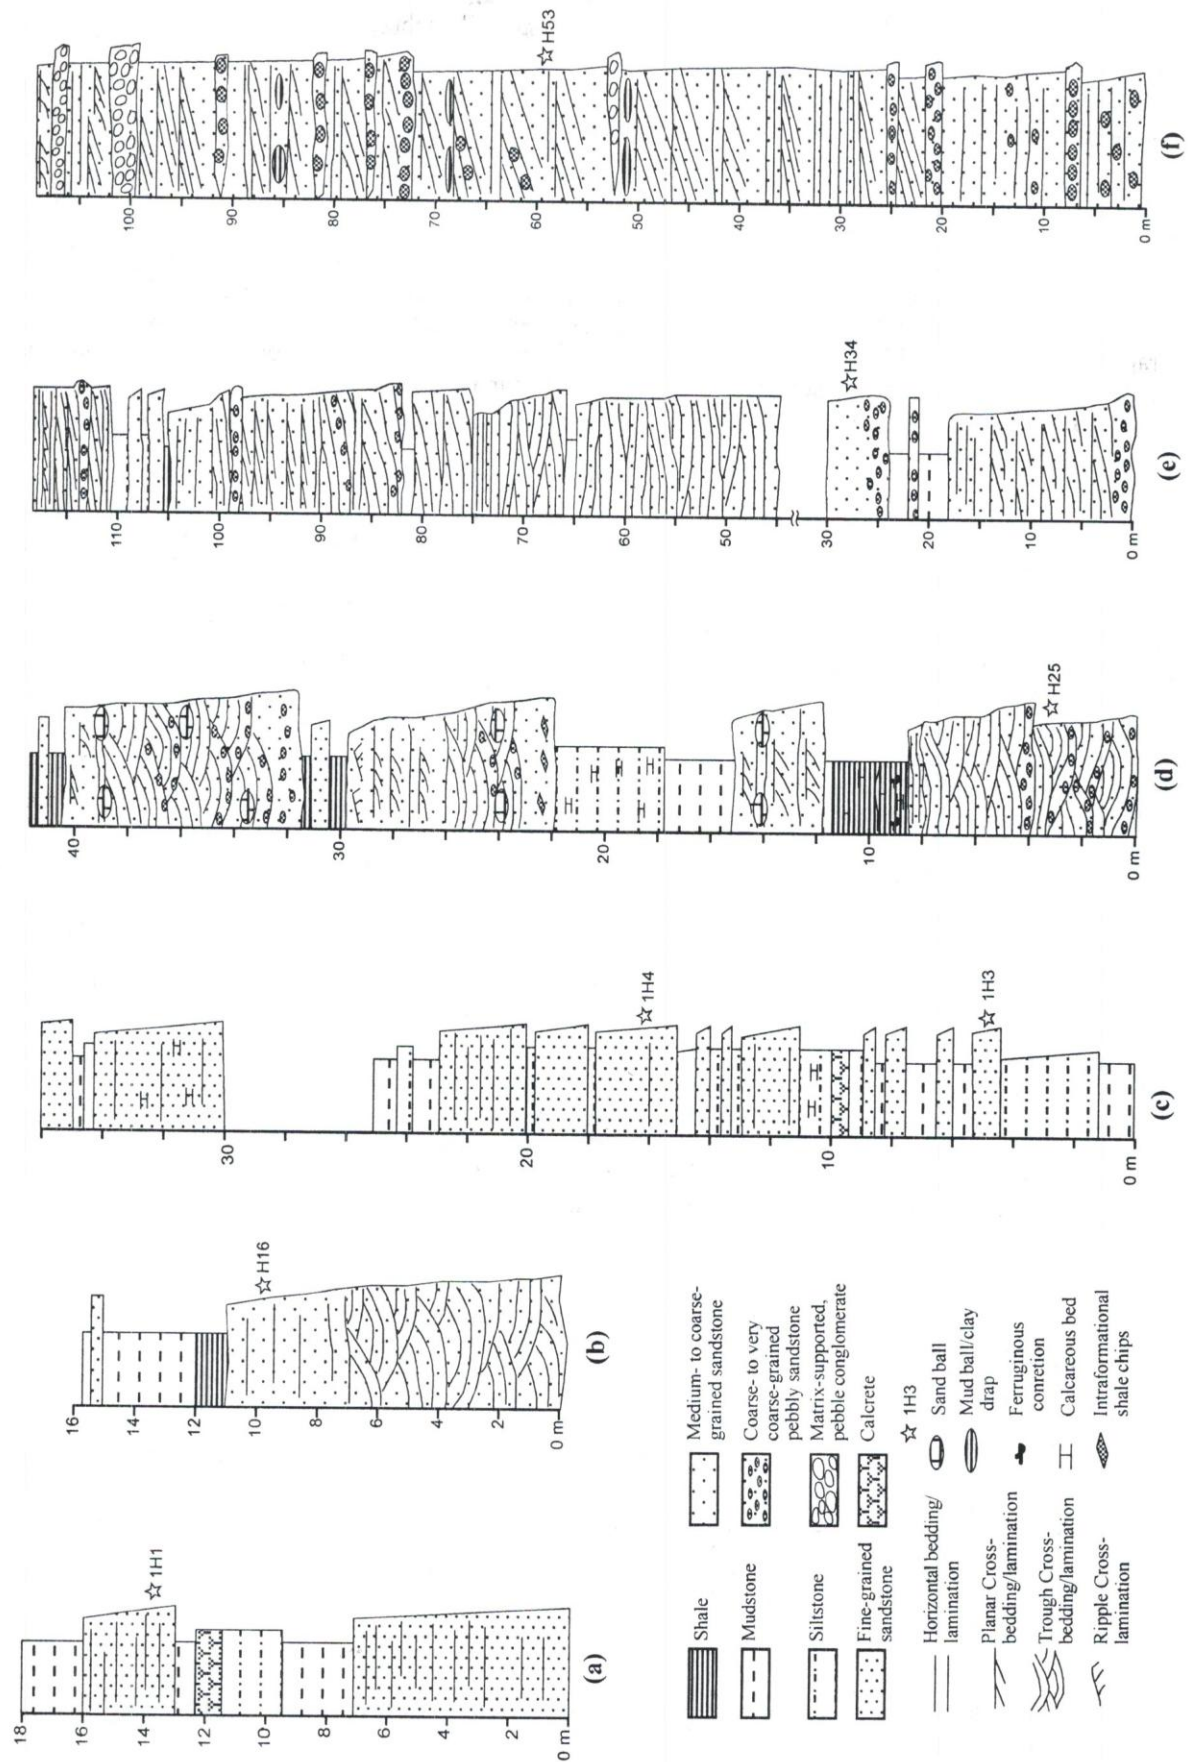 18
16
14
12
10
8
6
4
2
0 m
☆ 1H1
(a)
16
14
12
10
8
6
4
2
0 m
☆ H16
(b)
30
20
10
0 m
☆ 1H4
☆ 1H3
(c)
40
30
20
10
0 m
☆ H25
(d)
110
100
90
80
70
60
50
30
20
10
0 m
☆ H34
(e)
100
90
80
70
60
50
40
30
20
10
0 m
☆ H53
(f)
Shale
Mudstone
Siltstone
Fine-grained
sandstone
Medium- to coarse-
grained sandstone
Coarse- to very
coarse-grained
pebbly sandstone
Matrix-supported,
pebble conglomerate
Calcrete
Horizontal bedding/
lamination
Planar Cross-
bedding/lamination
Trough Cross-
bedding/lamination
Ripple Cross-
lamination
☆ 1H3
Sand ball
Mud ball/clay
drap
Ferruginous
conretion
Calcareous bed
Intraformational
shale chips